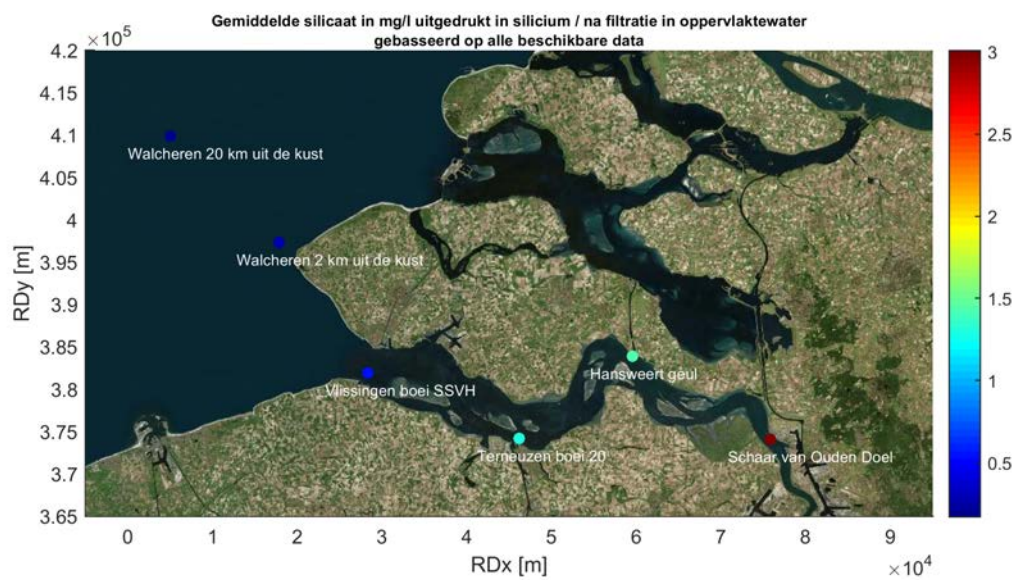 Gemiddelde silicaat in mg/l uitgedrukt in silicium / na filtratie in oppervlaktewater
gebasseerd op alle beschikbare data
×10⁵
4.2
4.15
4.1
4.05
4
3.95
3.9
3.85
3.8
3.75
3.7
3.65
RDy [m]
Walcheren 20 km uit de kust
Walcheren 2 km uit de kust
Vlissingen boei SSVH
Hansweert geul
Terneuzen boei 20
Schaar van Ouden Doel
3
2.5
2
1.5
1
0.5
0 1 2 3 4 5 6 7 8 9
RDx [m]
×10⁴